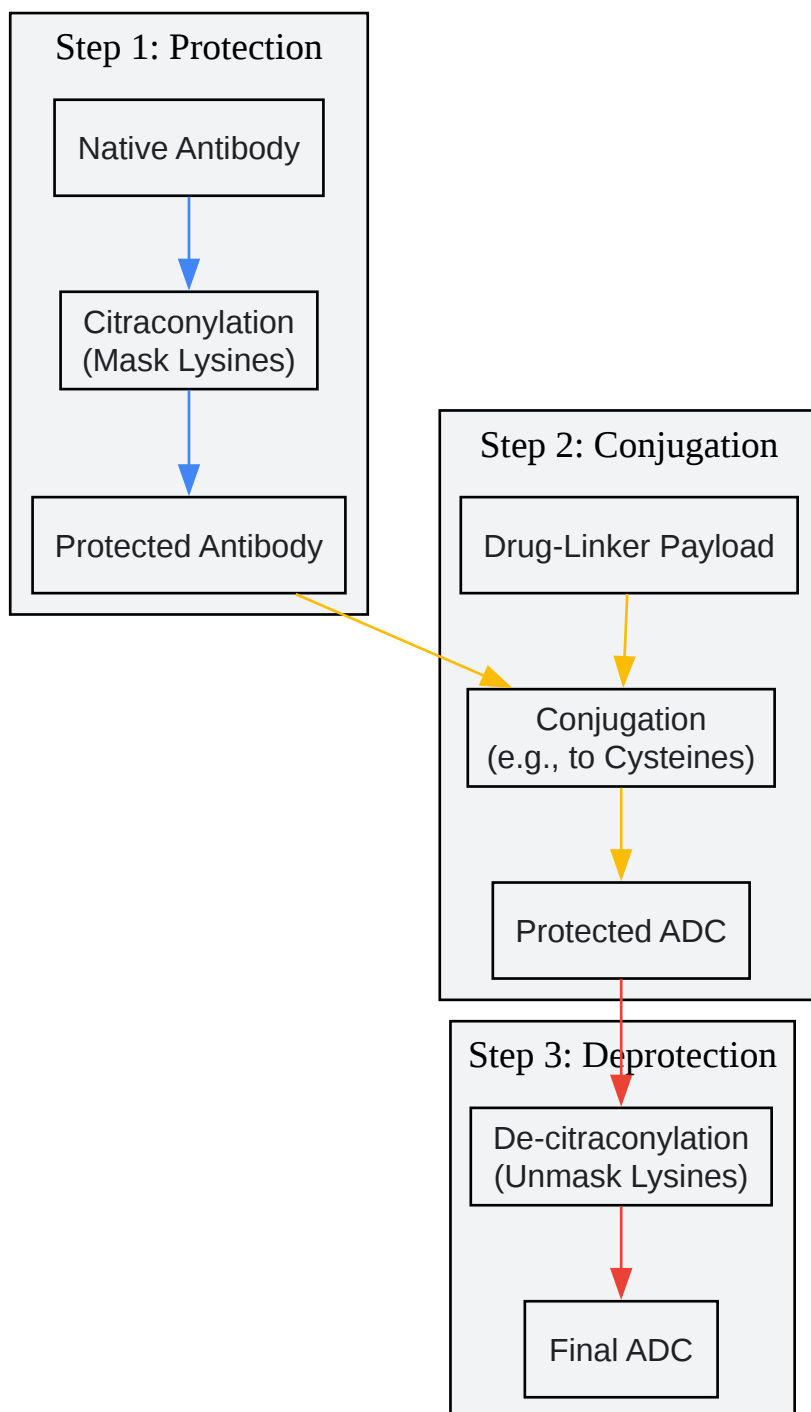 Step 1: Protection
Native Antibody
Citraconylation
(Mask Lysines)
Protected Antibody
Step 2: Conjugation
Drug-Linker Payload
Conjugation
(e.g., to Cysteines)
Protected ADC
Step 3: Deprotection
De-citraconylation
(Unmask Lysines)
Final ADC